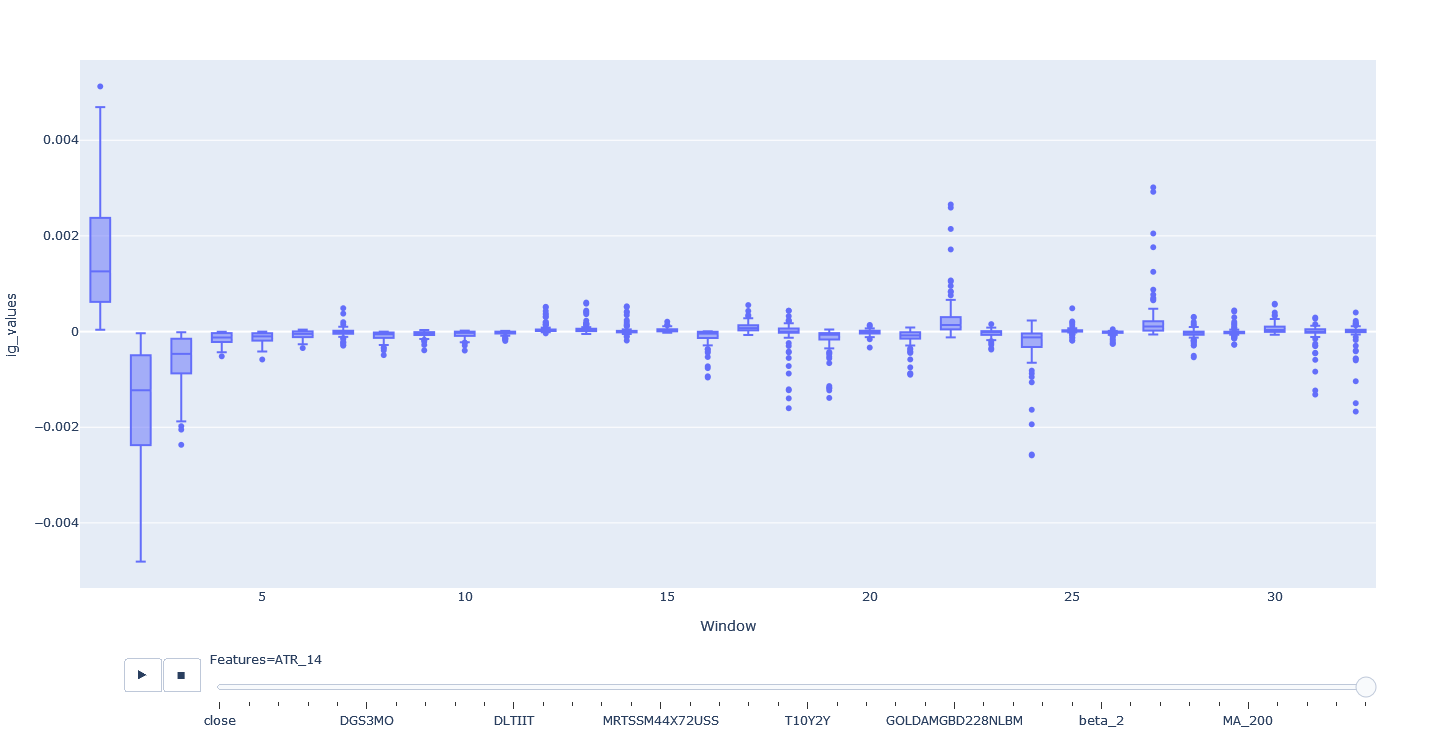 0.004
0.002
0
−0.002
−0.004
ig_values
5 10 15 20 25 30
Window
Features=ATR_14
close DGS3MO DLTIIT MRTSSM44X72USS T10Y2Y GOLDAMGBD228NLBM beta_2 MA_200